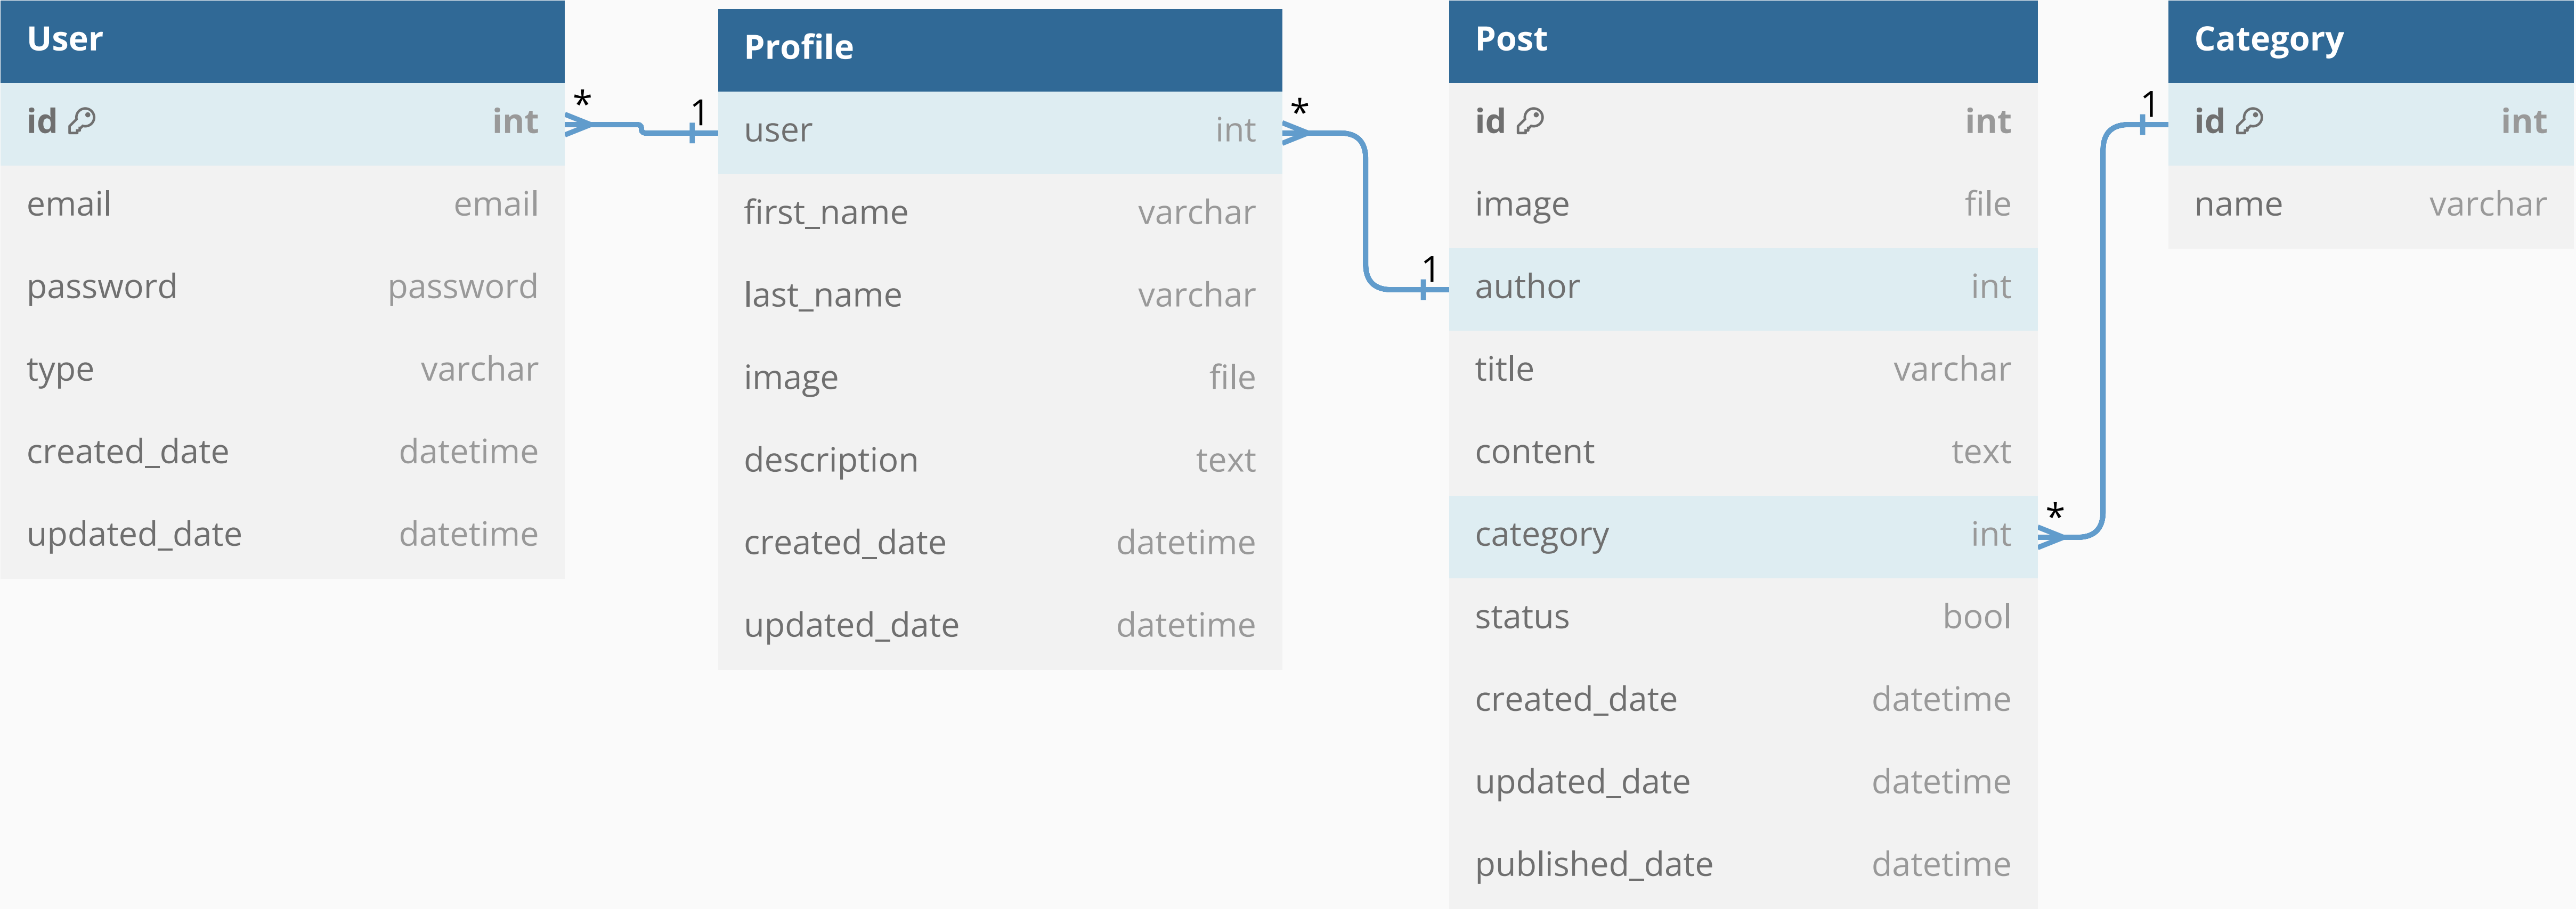 User
id int
email email
password password
type varchar
created_date datetime
updated_date datetime
* 1
Profile
user int
first_name varchar
last_name varchar
image file
description text
created_date datetime
updated_date datetime
* 1
Post
id int
image file
author int
title varchar
content text
category int
status bool
created_date datetime
updated_date datetime
published_date datetime
* 1
Category
id int
name varchar